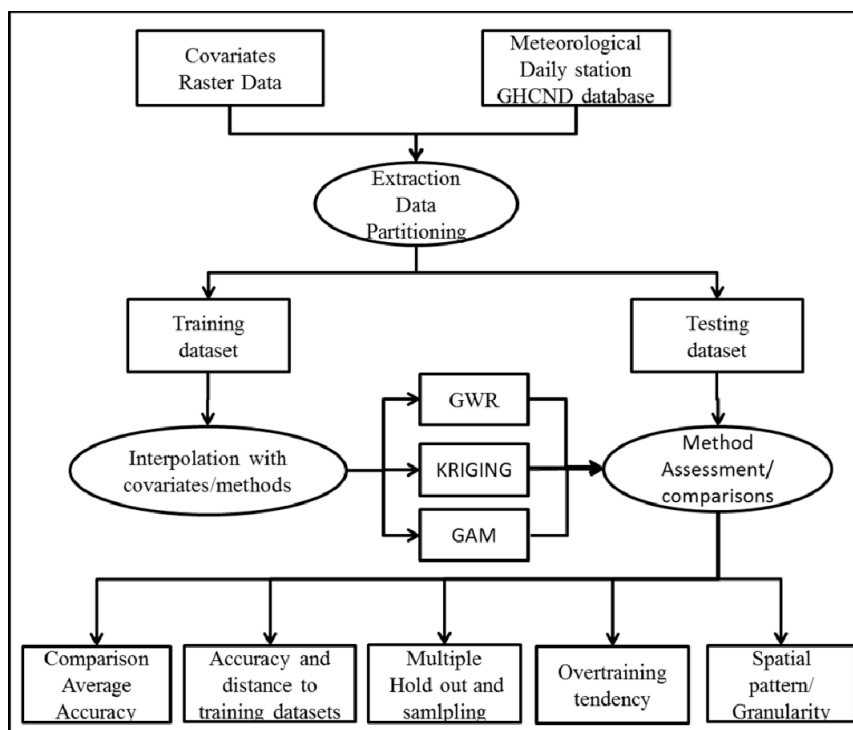 Covariates
Raster Data
Meteorological
Daily station
GHCND database
Extraction
Data
Partitioning
Training
dataset
Testing
dataset
Interpolation with
covariates/methods
GWR
KRIGING
GAM
Method
Assessment/
comparisons
Comparison
Average
Accuracy
Accuracy and
distance to
training datasets
Multiple
Hold out and
samlpling
Overtraining
tendency
Spatial
pattern/
Granularity